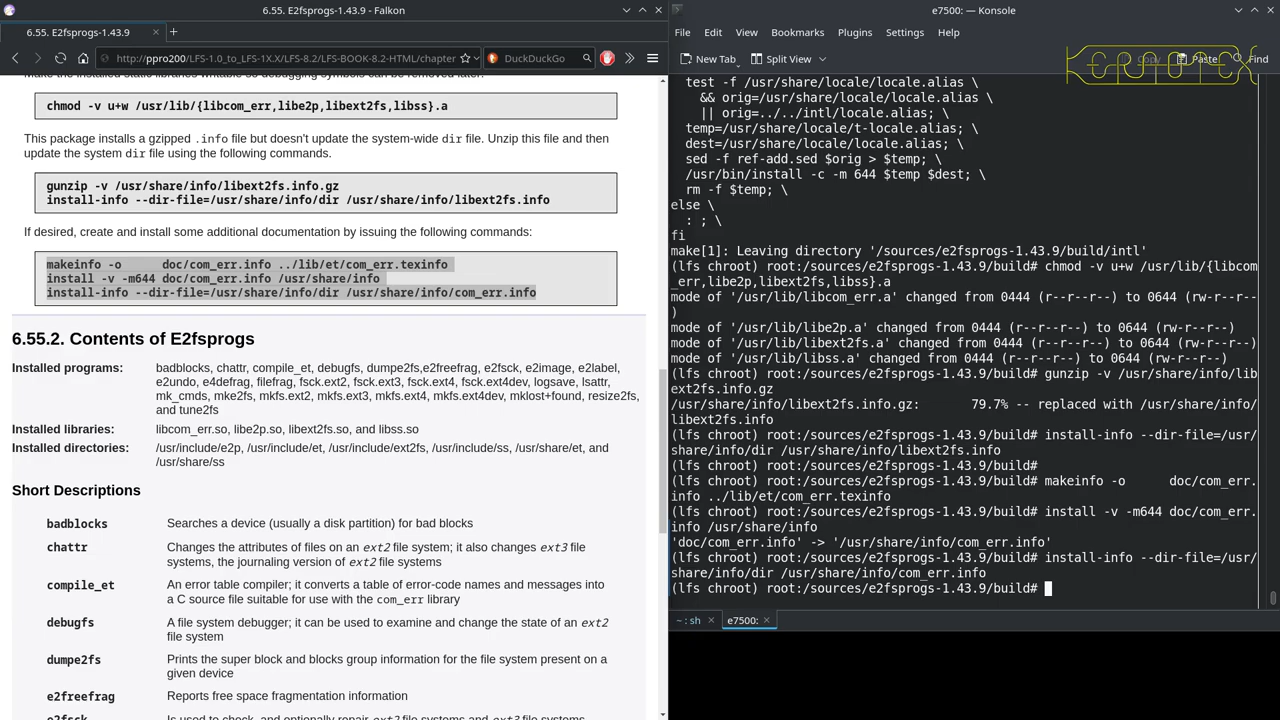 6.55. E2fsprogs-1.43.9 - Falkon
6.55. E2fsprogs-1.43.9
http://ppro200/LFS-1.0_to_LFS-1X.X/LFS-8.2/LFS-BOOK-8.2-HTML/chapter
DuckDuckGo
make the installed static libraries writable so debugging symbols can be removed later:
chmod -v u+w /usr/lib/{libcom_err,libe2p,libext2fs,libss}.a
This package installs a gzipped .info file but doesn't update the system-wide dir file. Unzip this file and then
update the system dir file using the following commands.
gunzip -v /usr/share/info/libext2fs.info.gz
install-info --dir-file=/usr/share/info/dir /usr/share/info/libext2fs.info
If desired, create and install some additional documentation by issuing the following commands:
makeinfo -o      doc/com_err.info ../lib/et/com_err.texinfo
install -v -m644 doc/com_err.info /usr/share/info
install-info --dir-file=/usr/share/info/dir /usr/share/info/com_err.info
6.55.2. Contents of E2fsprogs
Installed programs: badblocks, chattr, compile_et, debugfs, dumpe2fs,e2freefrag, e2fsck, e2image, e2label,
e2undo, e4defrag, filefrag, fsck.ext2, fsck.ext3, fsck.ext4, fsck.ext4dev, logsave, lsattr,
mk_cmds, mke2fs, mkfs.ext2, mkfs.ext3, mkfs.ext4, mkfs.ext4dev, mklost+found, resize2fs,
and tune2fs
Installed libraries: libcom_err.so, libe2p.so, libext2fs.so, and libss.so
Installed directories: /usr/include/e2p, /usr/include/et, /usr/include/ext2fs, /usr/include/ss, /usr/share/et, and
/usr/share/ss
Short Descriptions
badblocks Searches a device (usually a disk partition) for bad blocks
chattr Changes the attributes of files on an ext2 file system; it also changes ext3 file
systems, the journaling version of ext2 file systems
compile_et An error table compiler; it converts a table of error-code names and messages into
a C source file suitable for use with the com_err library
debugfs A file system debugger; it can be used to examine and change the state of an ext2
file system
dumpe2fs Prints the super block and blocks group information for the file system present on a
given device
e2freefrag Reports free space fragmentation information
e2fsck Is used to check, and optionally repair ext2 file systems and ext3 file systems
e7500: — Konsole
File Edit View Bookmarks Plugins Settings Help
New Tab Split View Copy Paste Find
test -f /usr/share/locale/locale.alias \
&& orig=/usr/share/locale/locale.alias \
|| orig=../../intl/locale.alias; \
temp=/usr/share/locale/t-locale.alias; \
dest=/usr/share/locale/locale.alias; \
sed -f ref-add.sed $orig > $temp; \
/usr/bin/install -c -m 644 $temp $dest; \
rm -f $temp; \
else \
: ; \
fi
make[1]: Leaving directory '/sources/e2fsprogs-1.43.9/build/intl'
(lfs chroot) root:/sources/e2fsprogs-1.43.9/build# chmod -v u+w /usr/lib/{libcom
_err,libe2p,libext2fs,libss}.a
mode of '/usr/lib/libcom_err.a' changed from 0444 (r--r--r--) to 0644 (rw-r--r--
)
mode of '/usr/lib/libe2p.a' changed from 0444 (r--r--r--) to 0644 (rw-r--r--)
mode of '/usr/lib/libext2fs.a' changed from 0444 (r--r--r--) to 0644 (rw-r--r--)
mode of '/usr/lib/libss.a' changed from 0444 (r--r--r--) to 0644 (rw-r--r--)
(lfs chroot) root:/sources/e2fsprogs-1.43.9/build# gunzip -v /usr/share/info/lib
ext2fs.info.gz
/usr/share/info/libext2fs.info.gz:       79.7% -- replaced with /usr/share/info/
libext2fs.info
(lfs chroot) root:/sources/e2fsprogs-1.43.9/build# install-info --dir-file=/usr/
share/info/dir /usr/share/info/libext2fs.info
(lfs chroot) root:/sources/e2fsprogs-1.43.9/build#
(lfs chroot) root:/sources/e2fsprogs-1.43.9/build# makeinfo -o      doc/com_err.
info ../lib/et/com_err.texinfo
(lfs chroot) root:/sources/e2fsprogs-1.43.9/build# install -v -m644 doc/com_err.
info /usr/share/info
'doc/com_err.info' -> '/usr/share/info/com_err.info'
(lfs chroot) root:/sources/e2fsprogs-1.43.9/build# install-info --dir-file=/usr/
share/info/dir /usr/share/info/com_err.info
(lfs chroot) root:/sources/e2fsprogs-1.43.9/build#
~ : sh e7500: